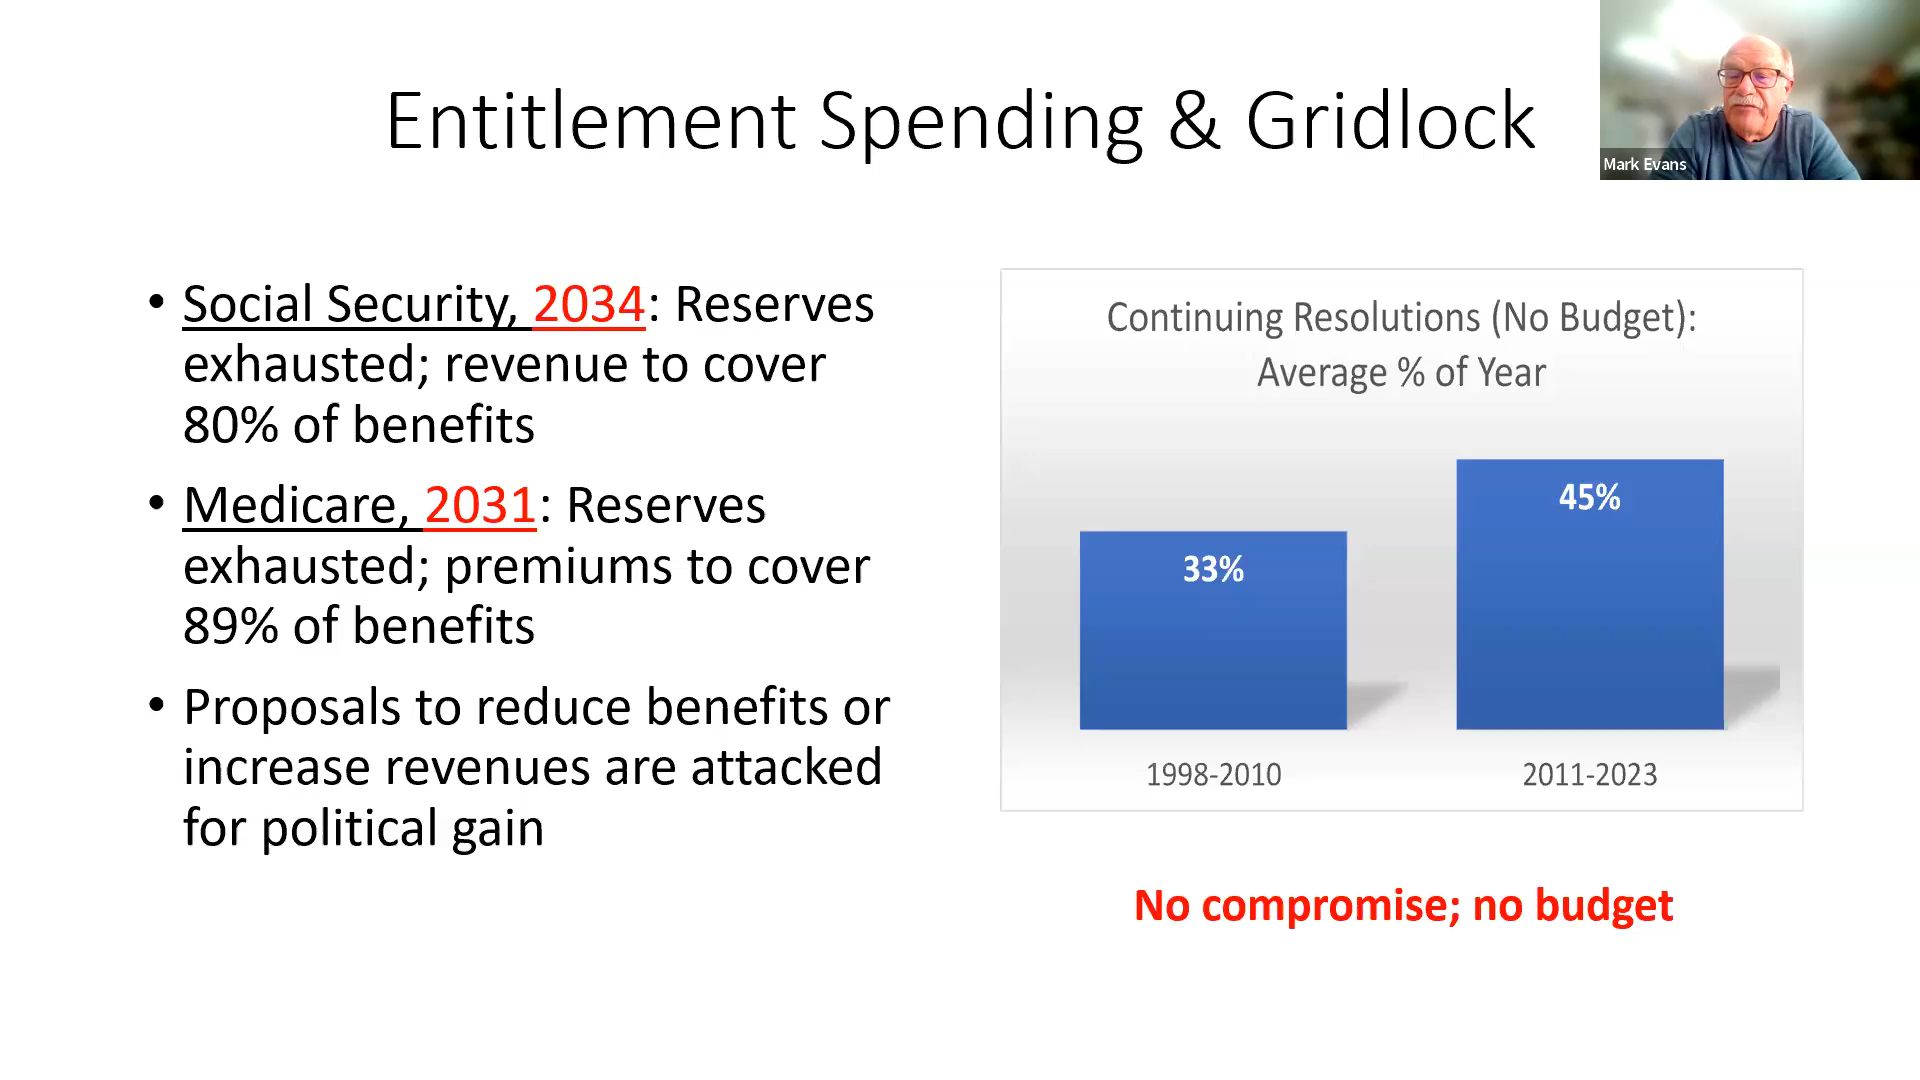 Entitlement Spending & Gridlock
Mark Evans
• Social Security, 2034: Reserves
exhausted; revenue to cover
80% of benefits
• Medicare, 2031: Reserves
exhausted; premiums to cover
89% of benefits
• Proposals to reduce benefits or
increase revenues are attacked
for political gain
Continuing Resolutions (No Budget):
Average % of Year
33%
45%
1998-2010
2011-2023
No compromise; no budget